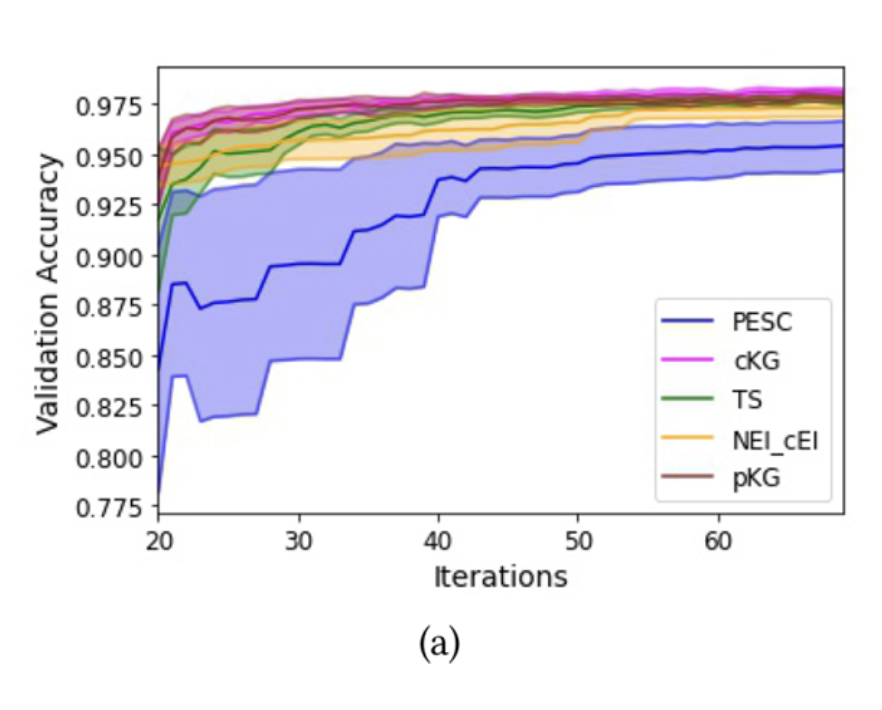 Validation Accuracy
0.975
0.950
0.925
0.900
0.875
0.850
0.825
0.800
0.775
20 30 40 50 60
Iterations
PESC
cKG
TS
NEI_cEI
pKG
(a)